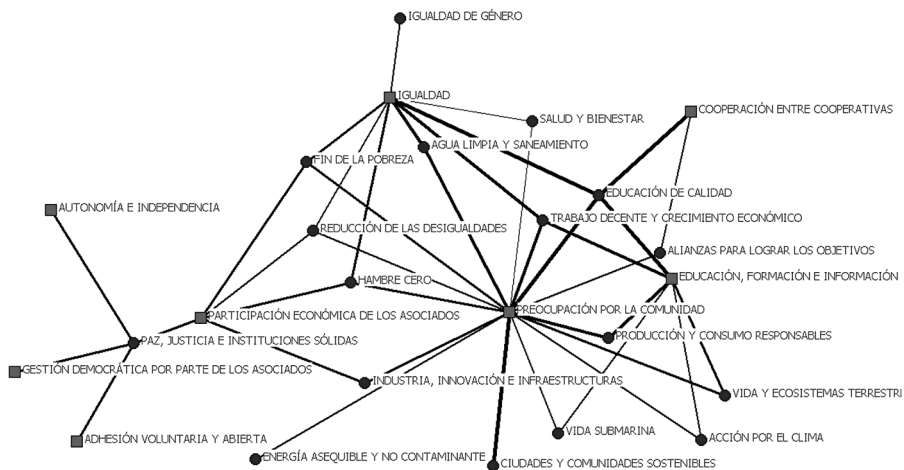 IGUALDAD DE GÉNERO
IGUALDAD
COOPERACIÓN ENTRE COOPERATIVAS
SALUD Y BIENESTAR
AGUA LIMPIA Y SANEAMIENTO
FIN DE LA POBREZA
EDUCACIÓN DE CALIDAD
AUTONOMÍA E INDEPENDENCIA
TRABAJO DECENTE Y CRECIMIENTO ECONÓMICO
REDUCCIÓN DE LAS DESIGUALDADES
ALIANZAS PARA LOGRAR LOS OBJETIVOS
EDUCACIÓN, FORMACIÓN E INFORMACIÓN
HAMBRE CERO
PREOCUPACIÓN POR LA COMUNIDAD
PARTICIPACIÓN ECONÓMICA DE LOS ASOCIADOS
PRODUCCIÓN Y CONSUMO RESPONSABLES
PAZ, JUSTICIA E INSTITUCIONES SÓLIDAS
GESTIÓN DEMOCRÁTICA POR PARTE DE LOS ASOCIADOS
INDUSTRIA, INNOVACIÓN E INFRAESTRUCTURAS
VIDA Y ECOSISTEMAS TERRESTRE
VIDA SUBMARINA
ADHESIÓN VOLUNTARIA Y ABIERTA
ACCIÓN POR EL CLIMA
ENERGÍA ASEQUIBLE Y NO CONTAMINANTE
CIUDADES Y COMUNIDADES SOSTENIBLES